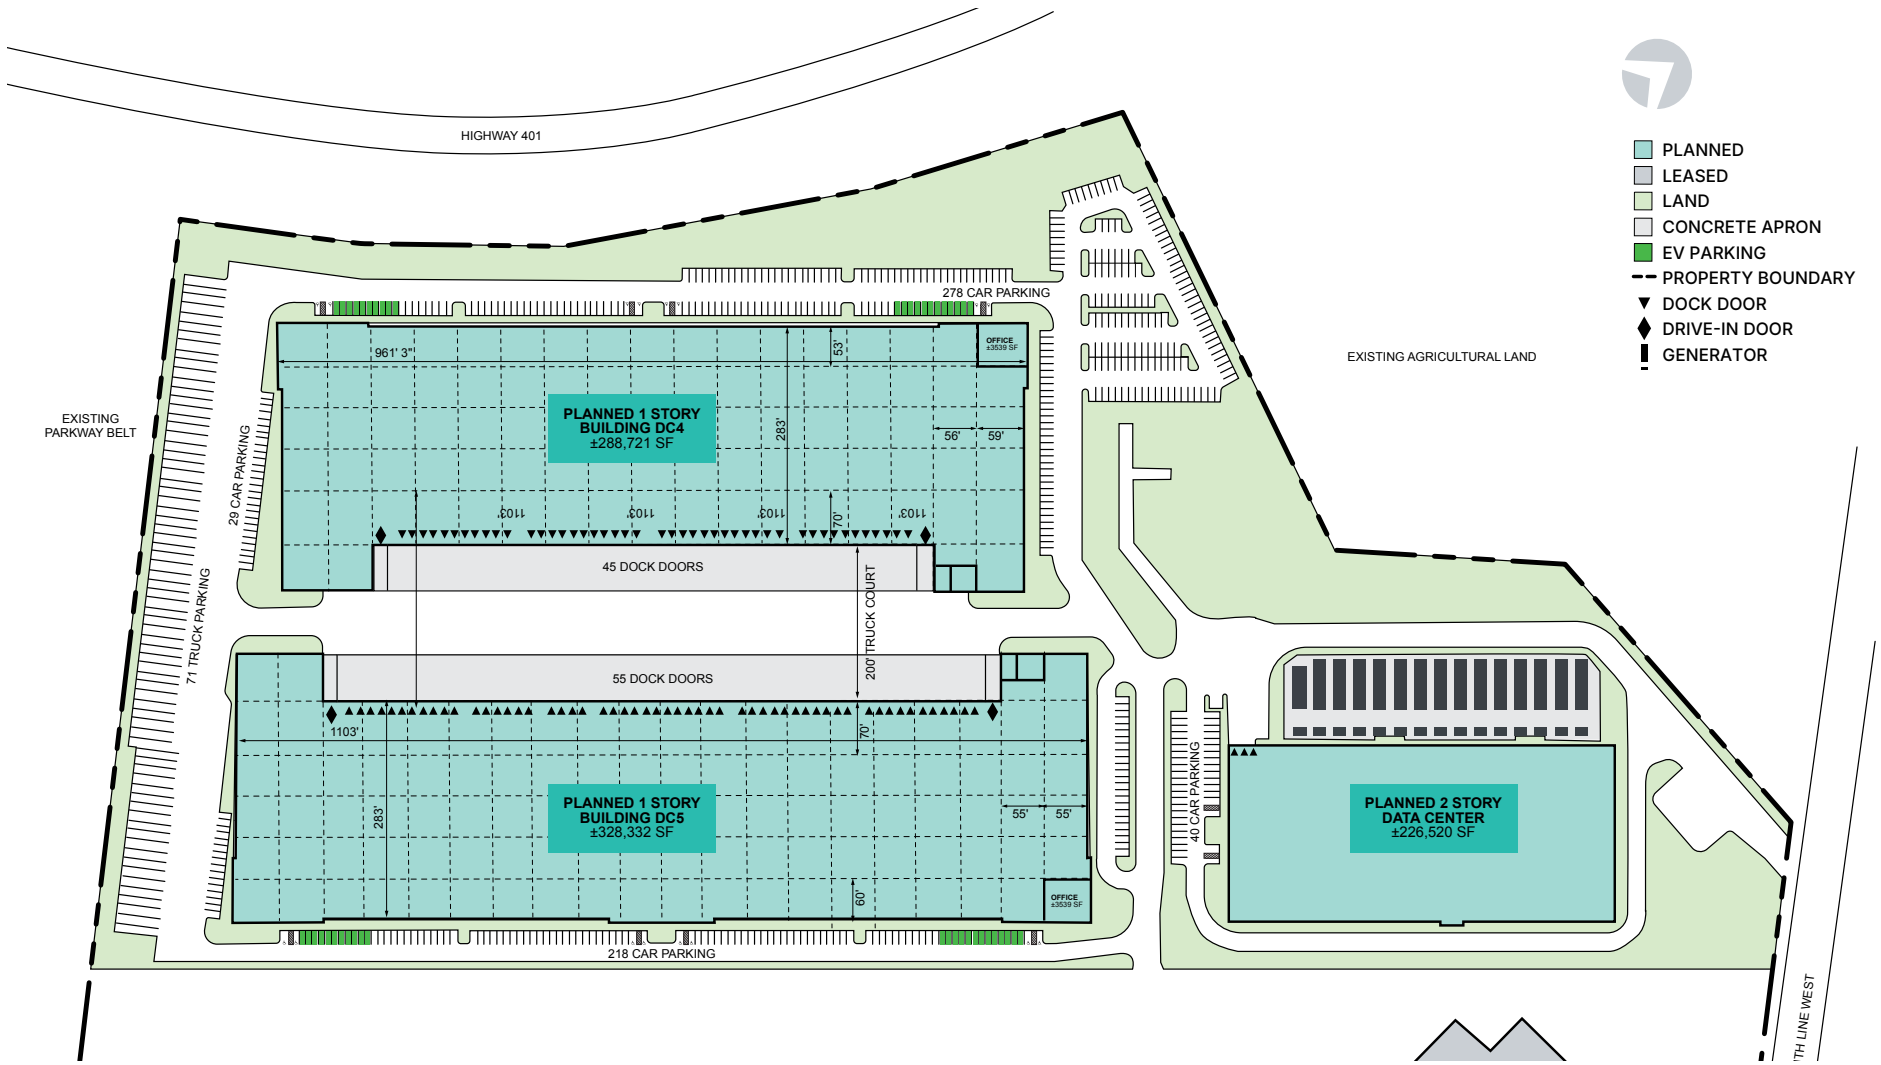 HIGHWAY 401
PLANNED
LEASED
LAND
CONCRETE APRON
EV PARKING
PROPERTY BOUNDARY
DOCK DOOR
DRIVE-IN DOOR
GENERATOR
278 CAR PARKING
961' 3"
53'
OFFICE
±3539 SF
EXISTING AGRICULTURAL LAND
EXISTING
PARKWAY BELT
PLANNED 1 STORY
BUILDING DC4
±288,721 SF
283'
56'
59'
29 CAR PARKING
1103'
1103'
1103'
1103'
70'
45 DOCK DOORS
71 TRUCK PARKING
200' TRUCK COURT
55 DOCK DOORS
1103'
70'
283'
PLANNED 1 STORY
BUILDING DC5
±328,332 SF
55'
55'
40 CAR PARKING
PLANNED 2 STORY
DATA CENTER
±226,520 SF
60'
OFFICE
±3539 SF
218 CAR PARKING
TH LINE WEST